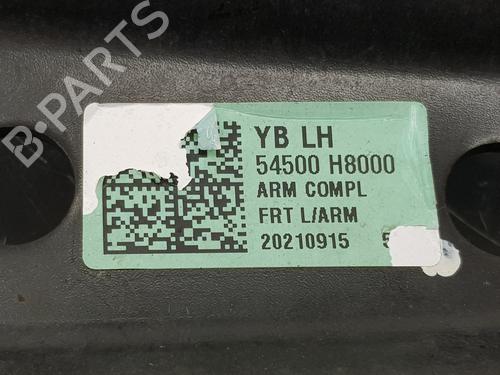 YB LH
54500 H8000
ARM COMPL
FRT L/ARM
20210915
B-PARTS